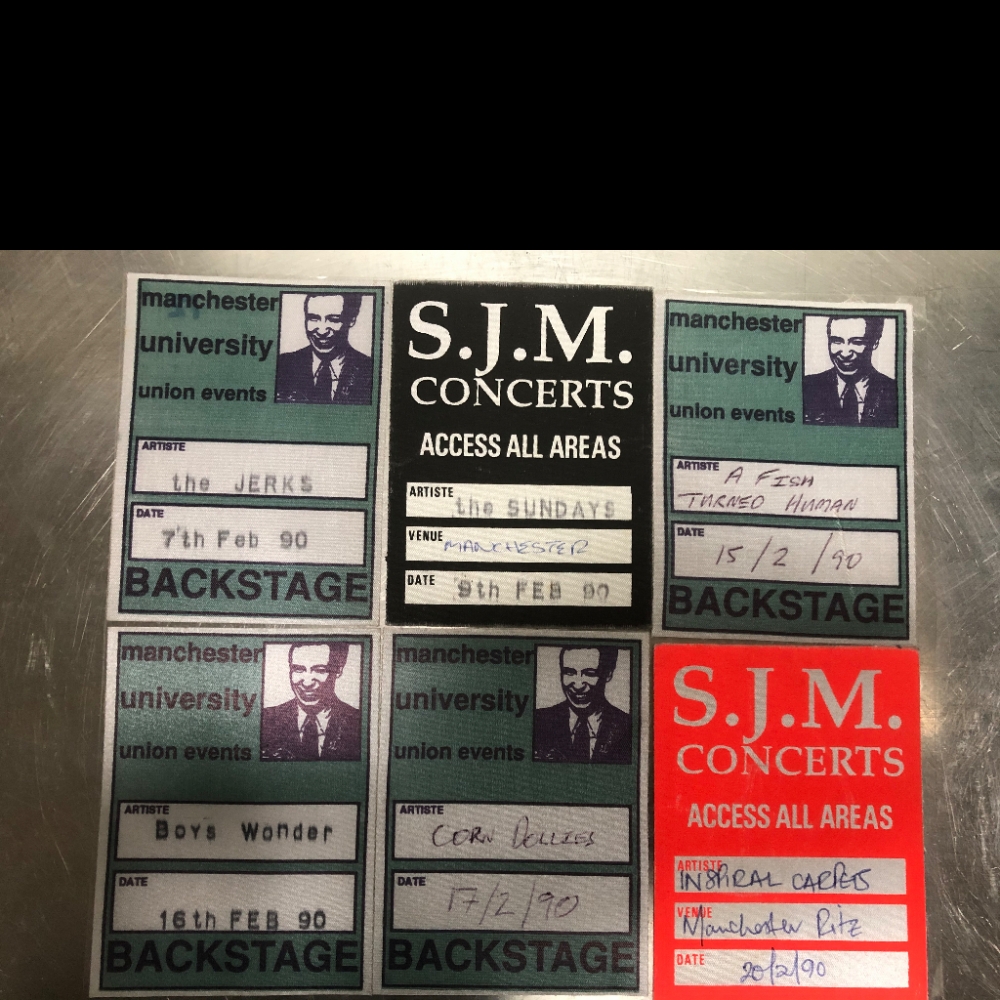 manchester
university
union events
ARTISTE
the JERKS
DATE
7th Feb 90
BACKSTAGE
S.J.M.
CONCERTS
ACCESS ALL AREAS
ARTISTE
the SUNDAYS
VENUE
MANCHESTER
DATE
9th FEB 90
manchester
university
union events
ARTISTE
A FISH
TURNED HUMAN
DATE
15/2/90
BACKSTAGE
manchester
university
union events
ARTISTE
Boys Wonder
DATE
16th FEB 90
BACKSTAGE
manchester
university
union events
ARTISTE
CORN DOLLIES
DATE
17/2/90
BACKSTAGE
S.J.M.
CONCERTS
ACCESS ALL AREAS
ARTISTE
INSPIRAL CARPETS
VENUE
Manchester Ritz
DATE
20/2/90